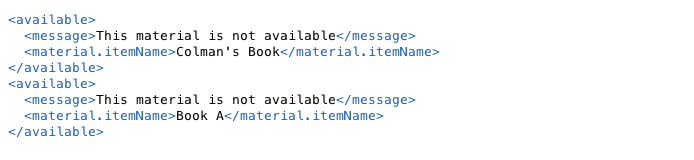 <available>
  <message>This material is not available</message>
  <material.itemName>Colman's Book</material.itemName>
</available>
<available>
  <message>This material is not available</message>
  <material.itemName>Book A</material.itemName>
</available>